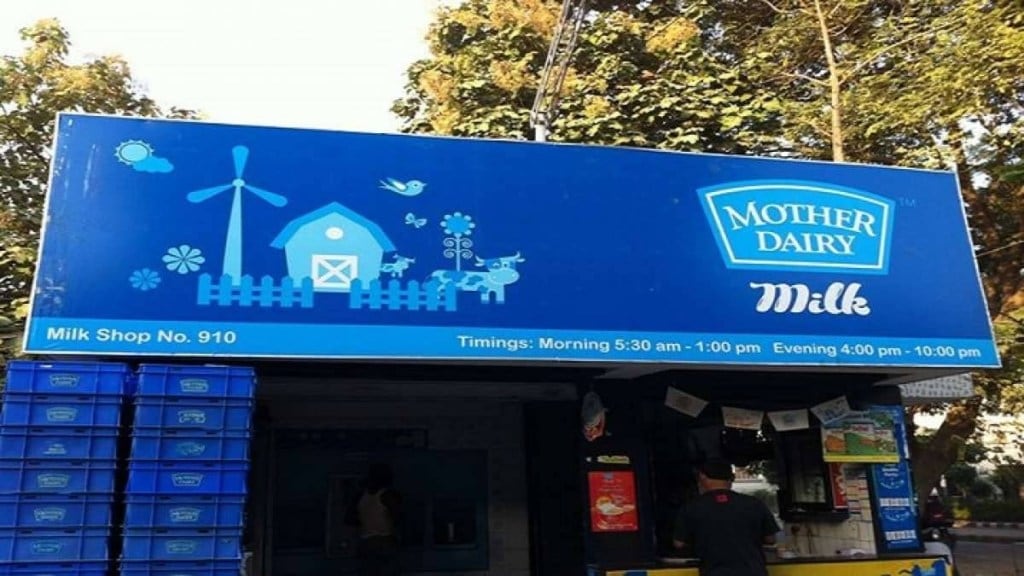 MOTHER
DAIRY
TM
Milk
Milk Shop No. 910
Timings: Morning 5:30 am - 1:00 pm Evening 4:00 pm - 10:00 pm